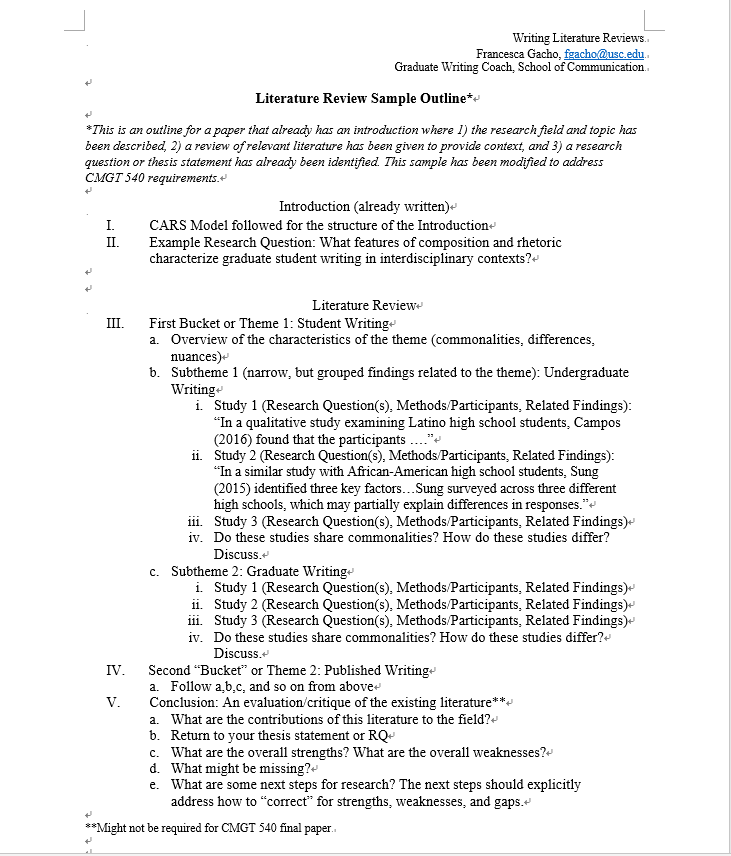 Writing Literature Reviews
Francesca Gacho, fgacho@usc.edu
Graduate Writing Coach, School of Communication
Literature Review Sample Outline*
*This is an outline for a paper that already has an introduction where 1) the research field and topic has
been described, 2) a review of relevant literature has been given to provide context, and 3) a research
question or thesis statement has already been identified. This sample has been modified to address
CMGT 540 requirements.
Introduction (already written)
I. CARS Model followed for the structure of the Introduction
II. Example Research Question: What features of composition and rhetoric
characterize graduate student writing in interdisciplinary contexts?
Literature Review
III. First Bucket or Theme 1: Student Writing
a. Overview of the characteristics of the theme (commonalities, differences,
nuances)
b. Subtheme 1 (narrow, but grouped findings related to the theme): Undergraduate
Writing
i. Study 1 (Research Question(s), Methods/Participants, Related Findings):
“In a qualitative study examining Latino high school students, Campos
(2016) found that the participants ….”
ii. Study 2 (Research Question(s), Methods/Participants, Related Findings):
“In a similar study with African-American high school students, Sung
(2015) identified three key factors…Sung surveyed across three different
high schools, which may partially explain differences in responses.”
iii. Study 3 (Research Question(s), Methods/Participants, Related Findings)
iv. Do these studies share commonalities? How do these studies differ?
Discuss.
c. Subtheme 2: Graduate Writing
i. Study 1 (Research Question(s), Methods/Participants, Related Findings)
ii. Study 2 (Research Question(s), Methods/Participants, Related Findings)
iii. Study 3 (Research Question(s), Methods/Participants, Related Findings)
iv. Do these studies share commonalities? How do these studies differ?
Discuss.
IV. Second “Bucket” or Theme 2: Published Writing
a. Follow a,b,c, and so on from above
V. Conclusion: An evaluation/critique of the existing literature**
a. What are the contributions of this literature to the field?
b. Return to your thesis statement or RQ
c. What are the overall strengths? What are the overall weaknesses?
d. What might be missing?
e. What are some next steps for research? The next steps should explicitly
address how to “correct” for strengths, weaknesses, and gaps.
**Might not be required for CMGT 540 final paper.